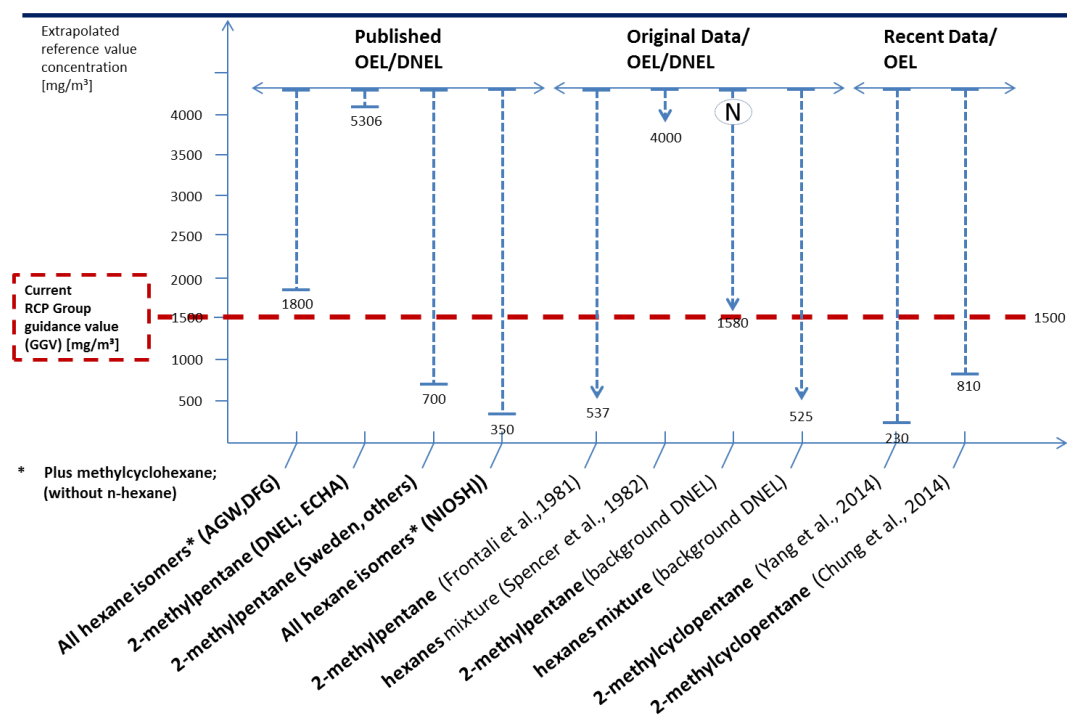 Extrapolated
reference value
concentration
[mg/m³]
Published
OEL/DNEL
Original Data/
OEL/DNEL
Recent Data/
OEL
4000
3500
3000
2500
2000
1500
1000
500
Current
RCP Group
guidance value
(GGV) [mg/m³]
1800
5306
700
350
537
4000
N
1580
525
230
810
1500
* Plus methylcyclohexane;
(without n-hexane)
All hexane isomers* (AGW,DFG)
2-methylpentane (DNEL; ECHA)
2-methylpentane (Sweden, others)
All hexane isomers* (NIOSH))
2-methylpentane (Frontali et al.,1981)
hexanes mixture (Spencer et al., 1982)
2-methylpentane (background DNEL)
hexanes mixture (background DNEL)
2-methylcyclopentane (Yang et al., 2014)
2-methylcyclopentane (Chung et al., 2014)